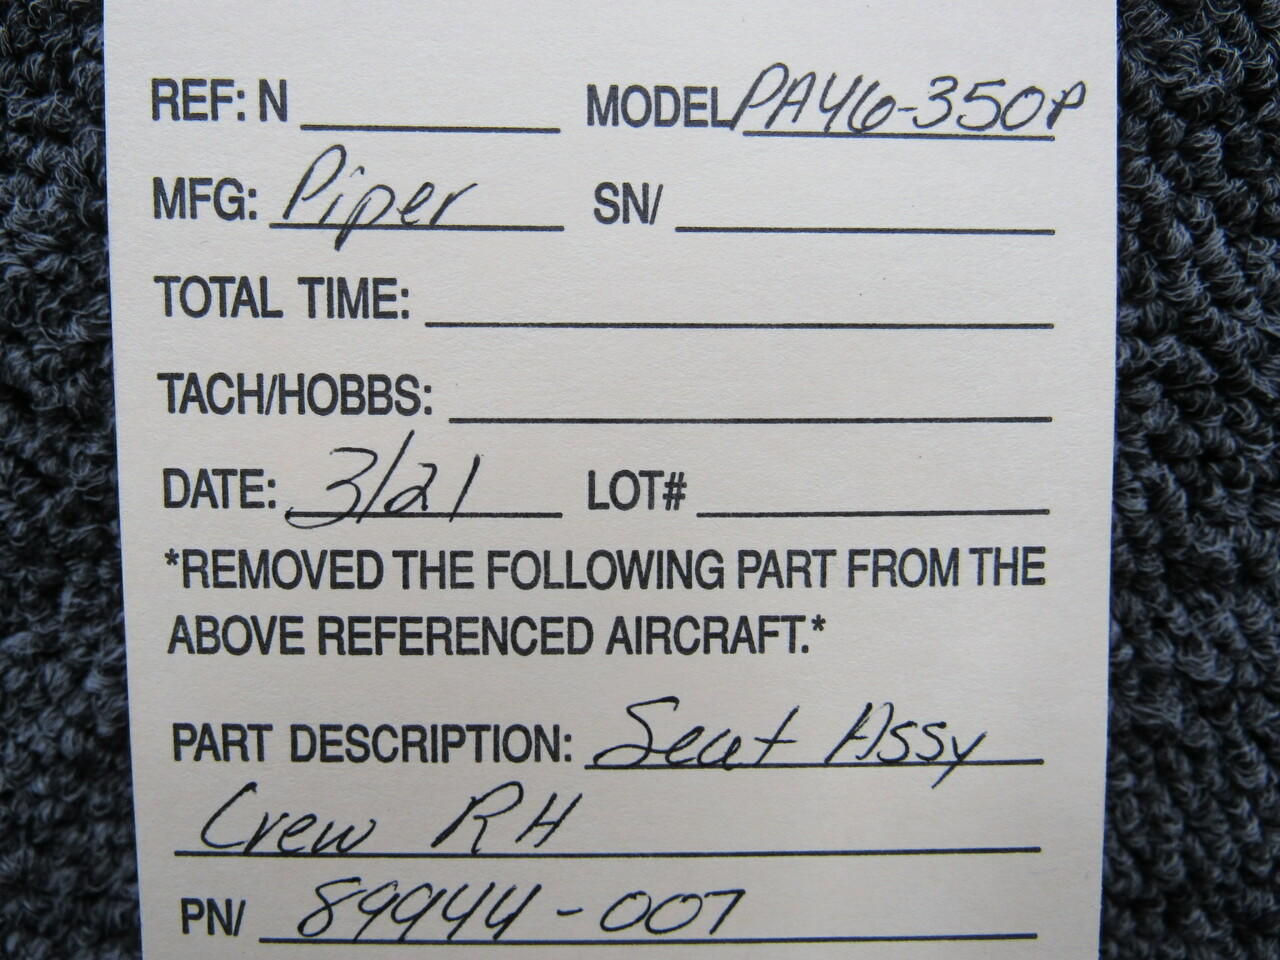 REF: N MODEL PA46-350P
MFG: Piper SN/
TOTAL TIME:
TACH/HOBBS:
DATE: 3/21 LOT#
*REMOVED THE FOLLOWING PART FROM THE
ABOVE REFERENCED AIRCRAFT.*
PART DESCRIPTION: Seat Assy
Crew RH
PN/ 89944-007